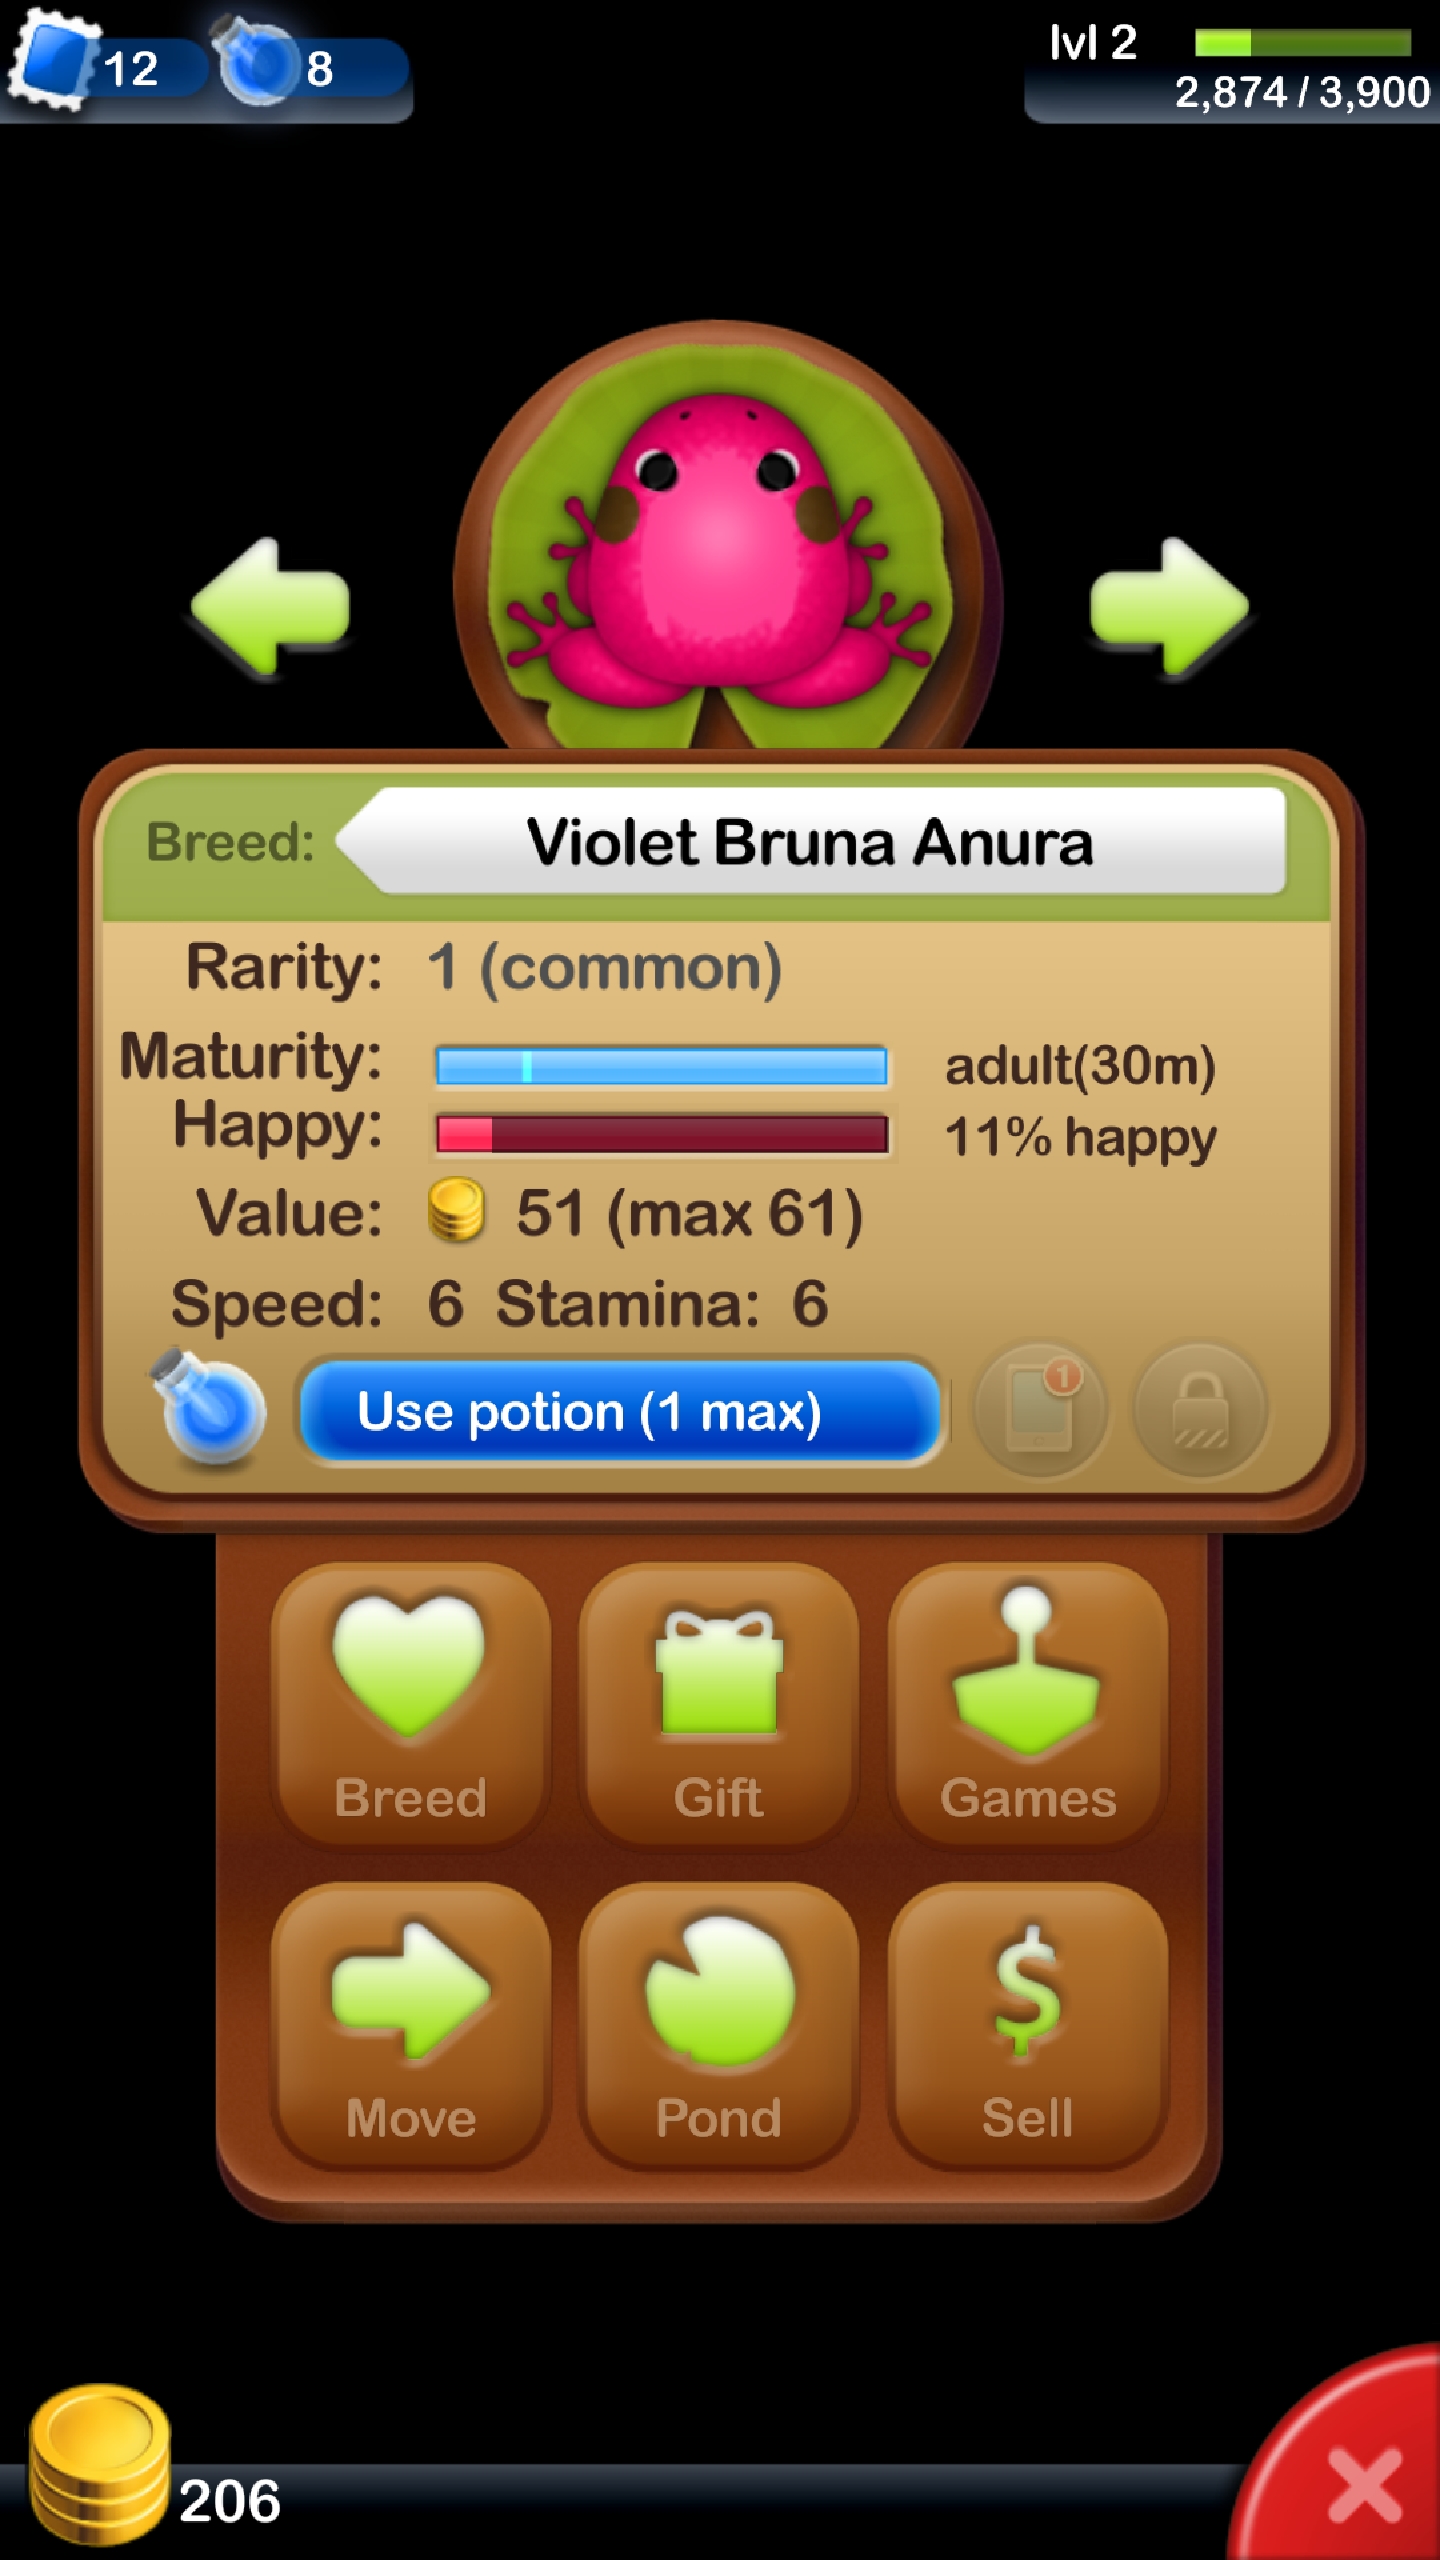 12
8
lvl 2
2,874 / 3,900
Breed: Violet Bruna Anura
Rarity: 1 (common)
Maturity: adult(30m)
Happy: 11% happy
Value: 51 (max 61)
Speed: 6 Stamina: 6
Use potion (1 max)
1
Breed Gift Games
Move Pond Sell
206